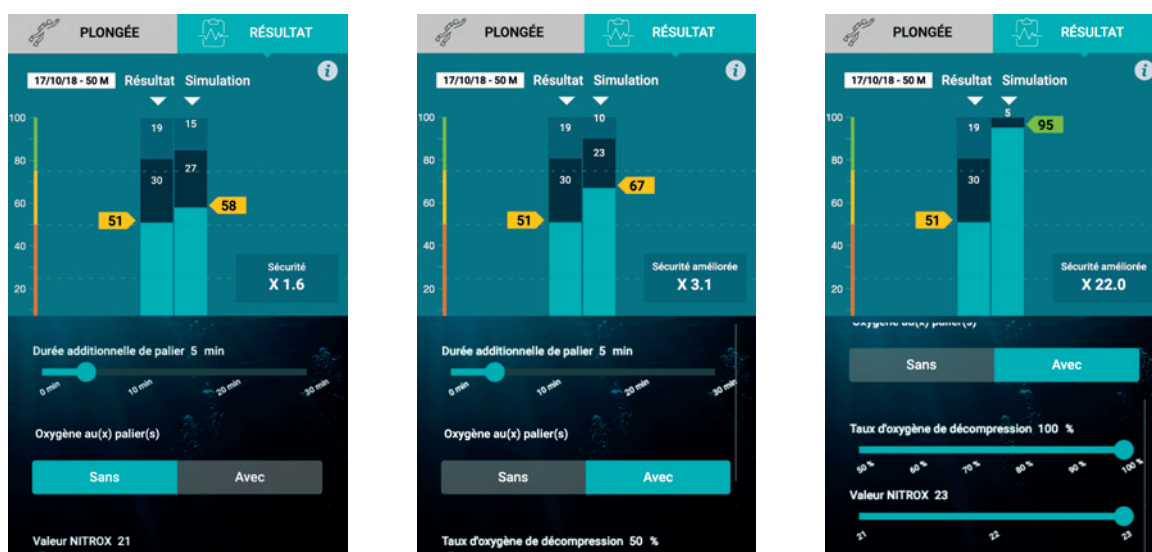 PLONGÉE RÉSULTAT
17/10/18 - 50 M Résultat Simulation i
100
19 15
80
30 27
60
51 58
40
Sécurité
X 1.6
20
Durée additionnelle de palier 5 min
0 min 10 min 20 min 30 min
Oxygène au(x) palier(s)
Sans Avec
Valeur NITROX 21
PLONGÉE RÉSULTAT
17/10/18 - 50 M Résultat Simulation i
100
19 10
80
30 23
60
51 67
40
Sécurité améliorée
X 3.1
20
Durée additionnelle de palier 5 min
0 min 10 min 20 min 30 min
Oxygène au(x) palier(s)
Sans Avec
Taux d'oxygène de décompression 50 %
PLONGÉE RÉSULTAT
17/10/18 - 50 M Résultat Simulation i
100
19 5 95
80
30
60
51
40
Sécurité améliorée
X 22.0
20
Oxygène au(x) palier(s)
Sans Avec
Taux d'oxygène de décompression 100 %
50 % 60 % 70 % 80 % 90 % 100 %
Valeur NITROX 23
21 22 23